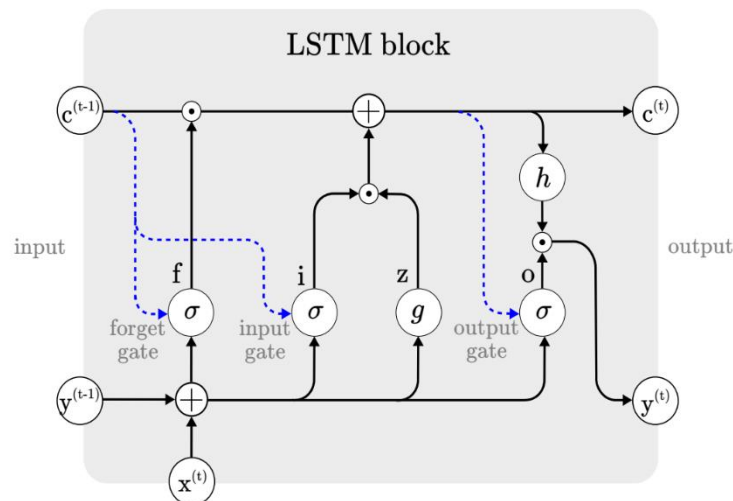 LSTM block
c^(t-1)
c^(t)
h
input
output
f
i
z
o
σ
σ
g
σ
forget
gate
input
gate
output
gate
y^(t-1)
y^(t)
x^(t)